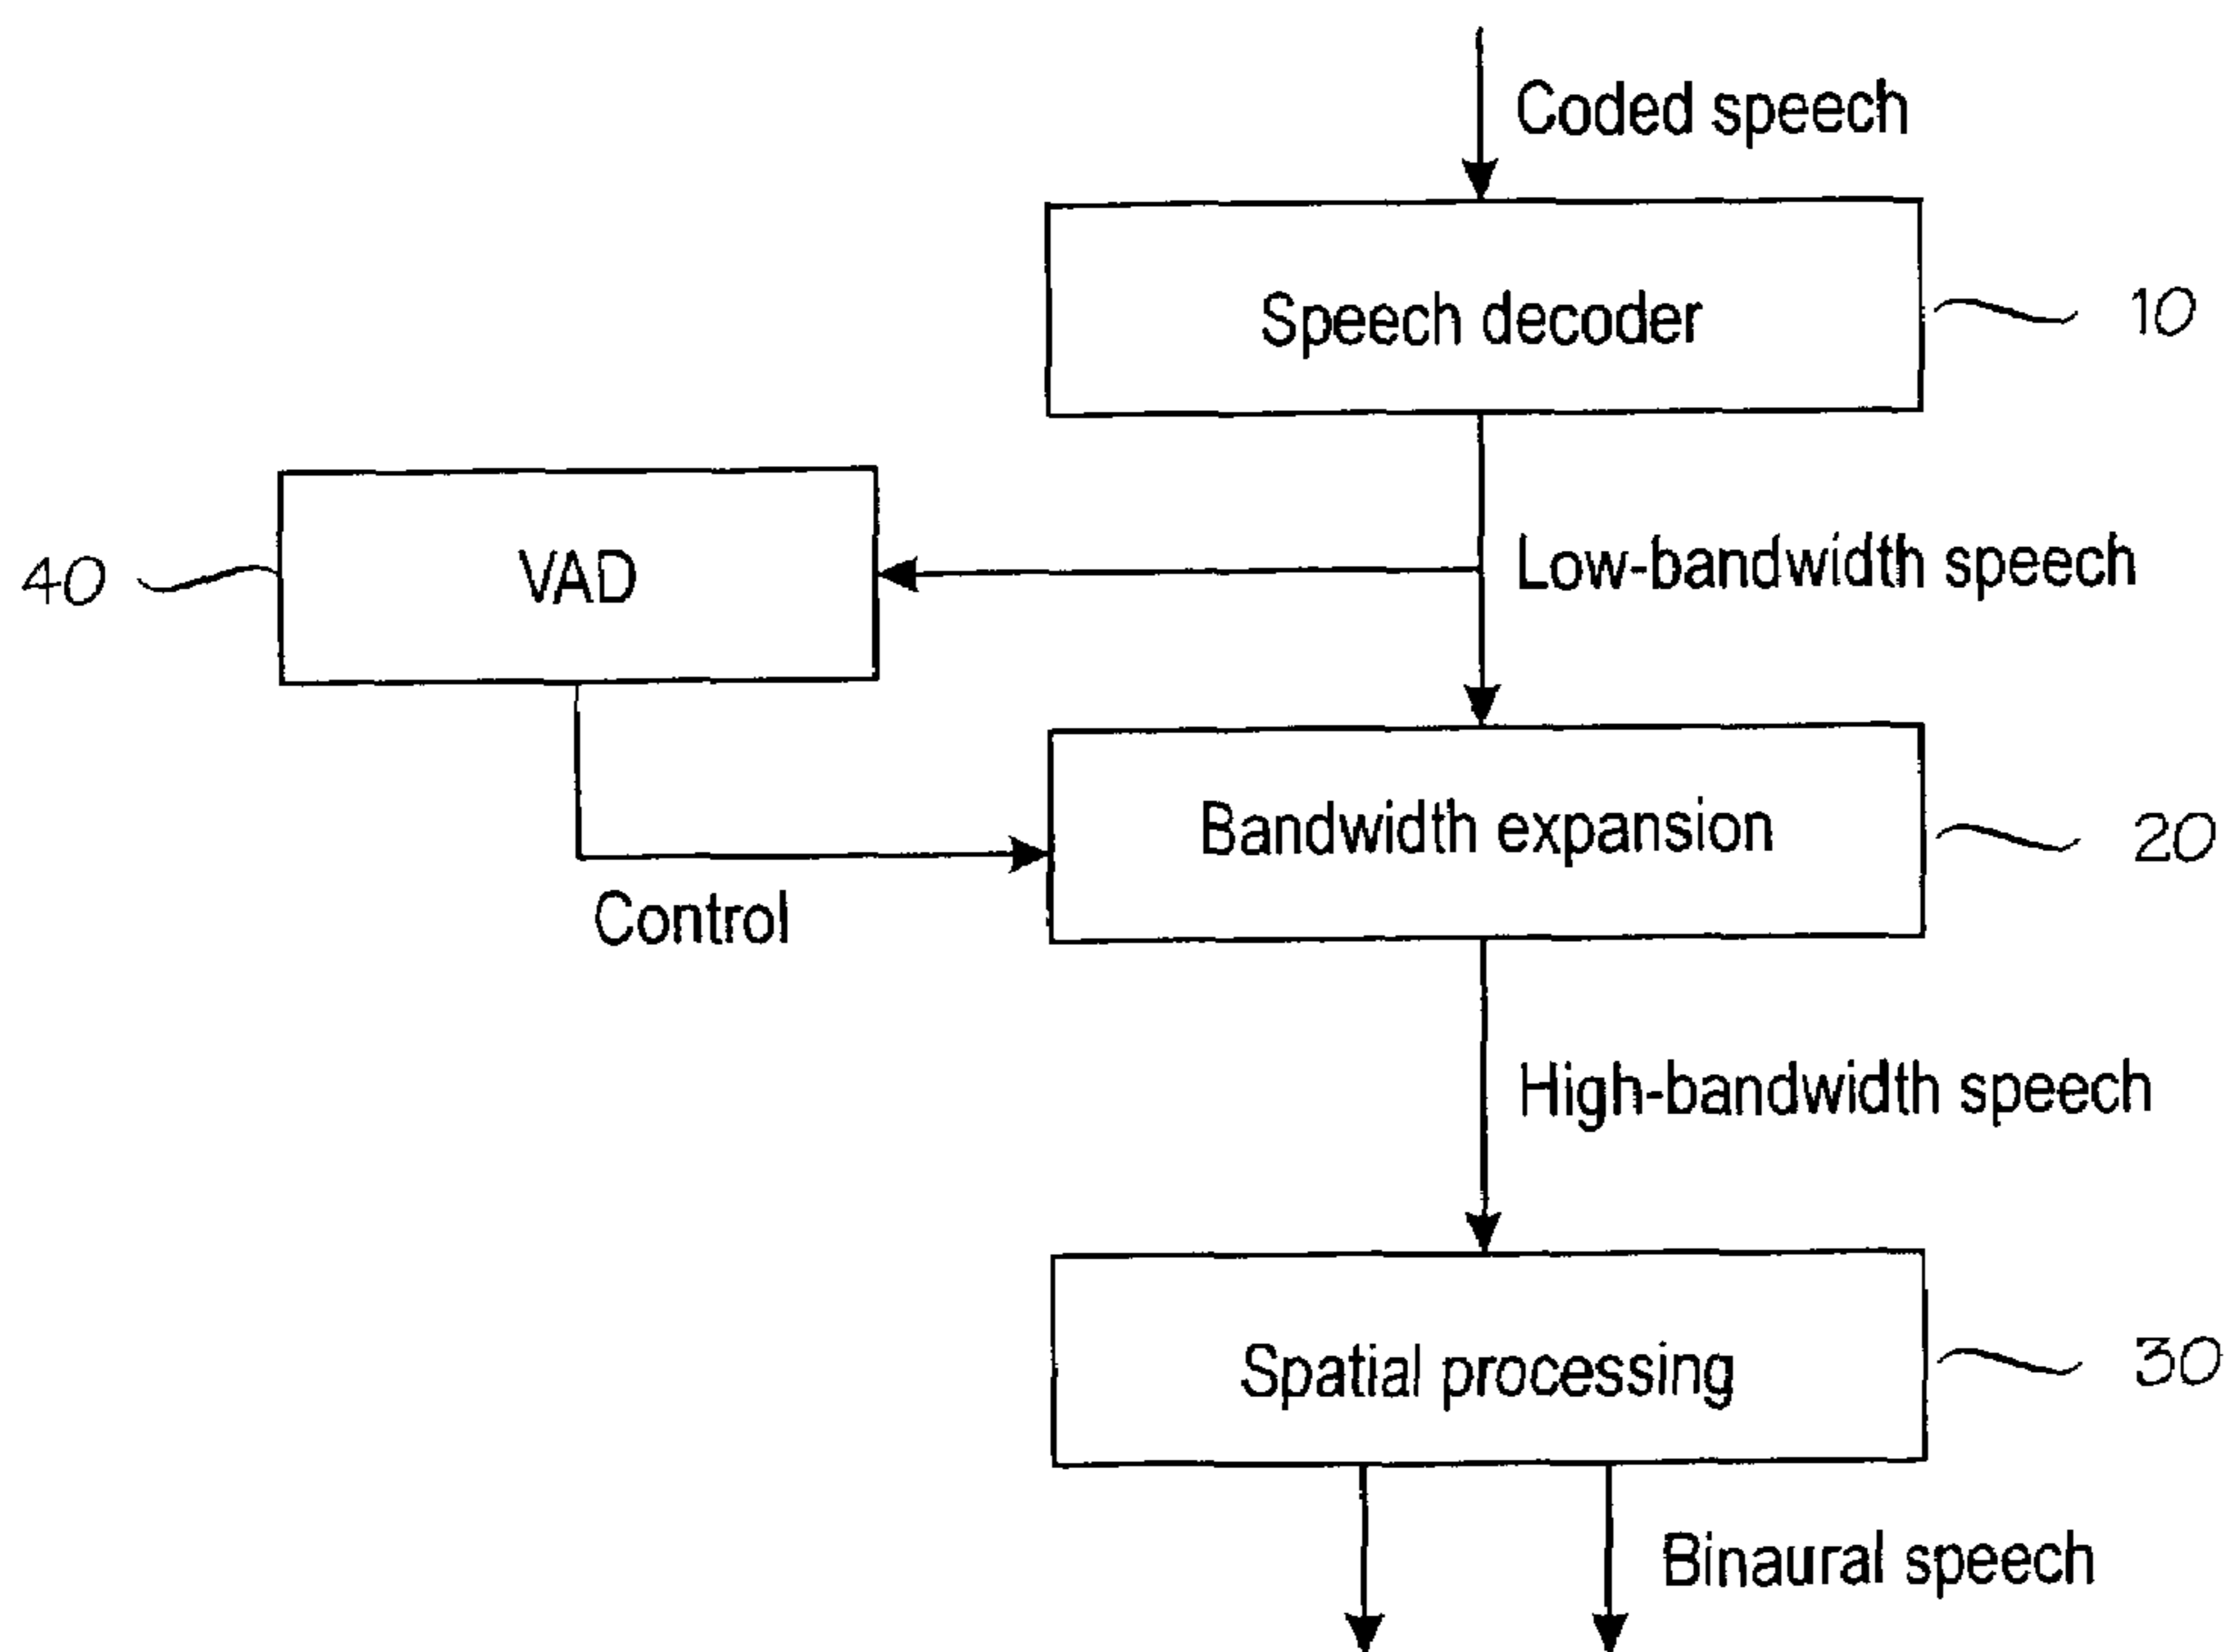 Coded speech
Speech decoder
10
40
VAD
Low-bandwidth speech
Bandwidth expansion
20
Control
High-bandwidth speech
Spatial processing
30
Binaural speech